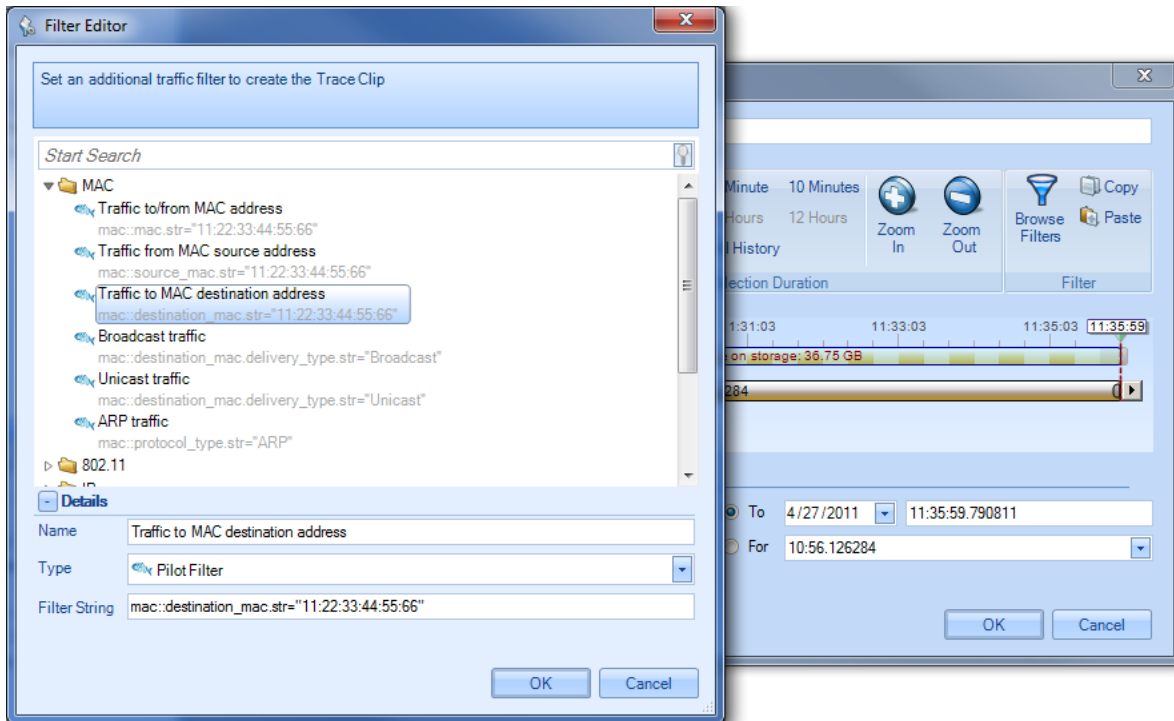 Filter Editor
Set an additional traffic filter to create the Trace Clip
Start Search
MAC
Traffic to/from MAC address
mac::mac.str="11:22:33:44:55:66"
Traffic from MAC source address
mac::source_mac.str="11:22:33:44:55:66"
Traffic to MAC destination address
mac::destination_mac.str="11:22:33:44:55:66"
Broadcast traffic
mac::destination_mac.delivery_type.str="Broadcast"
Unicast traffic
mac::destination_mac.delivery_type.str="Unicast"
ARP traffic
mac::protocol_type.str="ARP"
802.11
Details
Name Traffic to MAC destination address
Type Pilot Filter
Filter String mac::destination_mac.str="11:22:33:44:55:66"
OK Cancel
Minute 10 Minutes
Hours 12 Hours
History
Zoom In
Zoom Out
Browse Filters
Copy
Paste
Duration
Filter
1:31:03 11:33:03 11:35:03 11:35:59
on storage: 36.75 GB
284
To 4/27/2011 11:35:59.790811
For 10:56.126284
OK Cancel